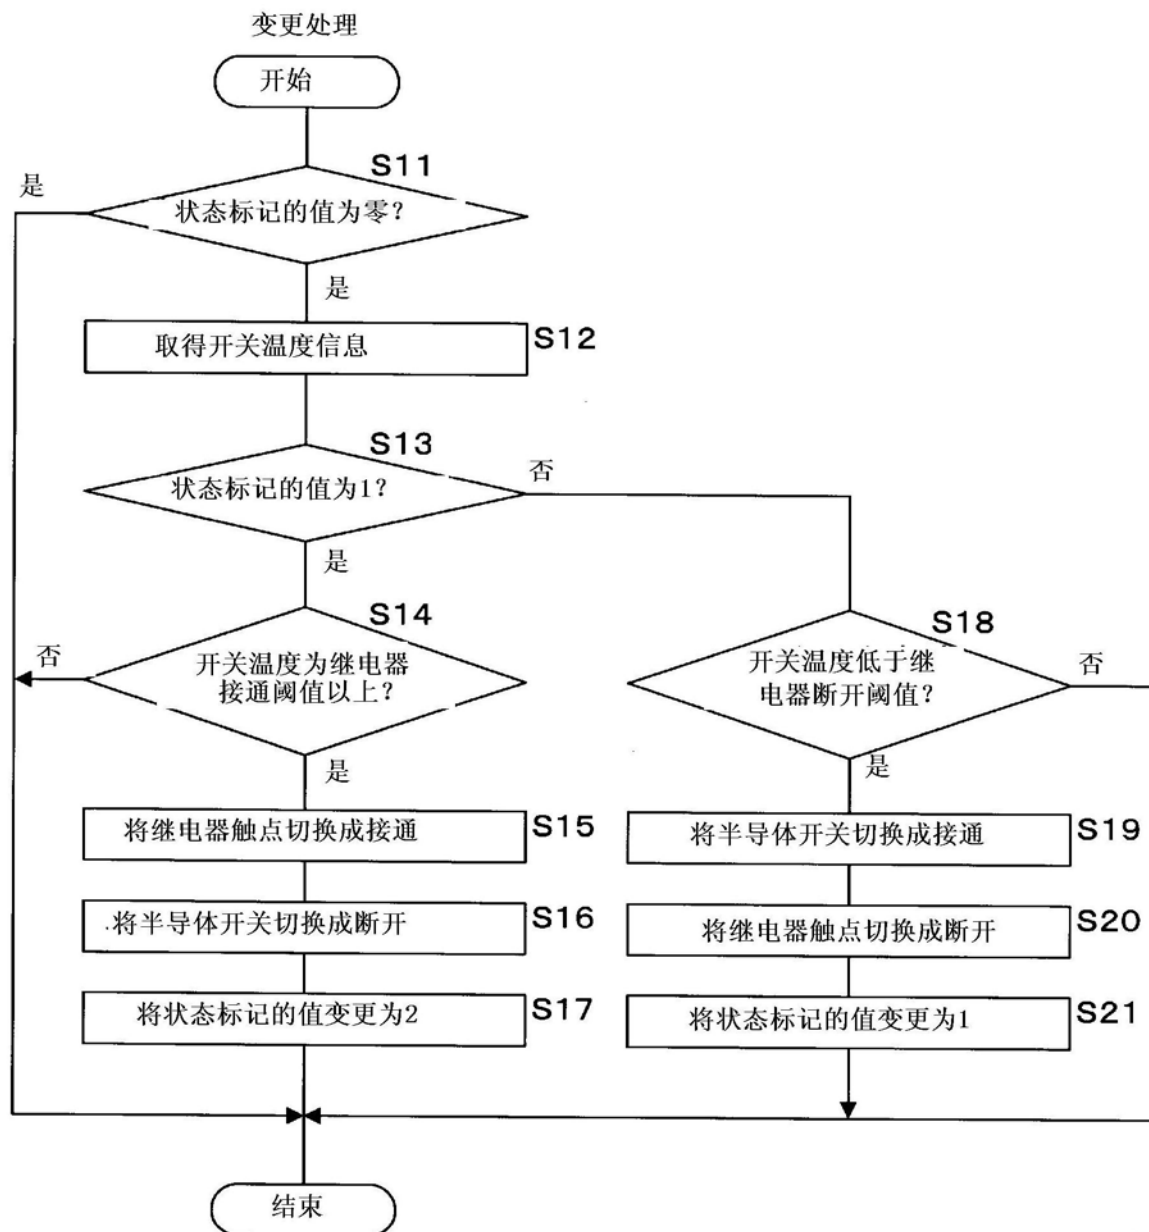 变更处理
开始
S11
是
状态标记的值为零?
是
取得开关温度信息
S12
S13
状态标记的值为1?
否
是
S14
否
开关温度为继电器
接通阈值以上?
是
S18
开关温度低于继
电器断开阈值?
否
是
将继电器触点切换成接通
S15
将半导体开关切换成断开
S16
将状态标记的值变更为2
S17
将半导体开关切换成接通
S19
将继电器触点切换成断开
S20
将状态标记的值变更为1
S21
结束